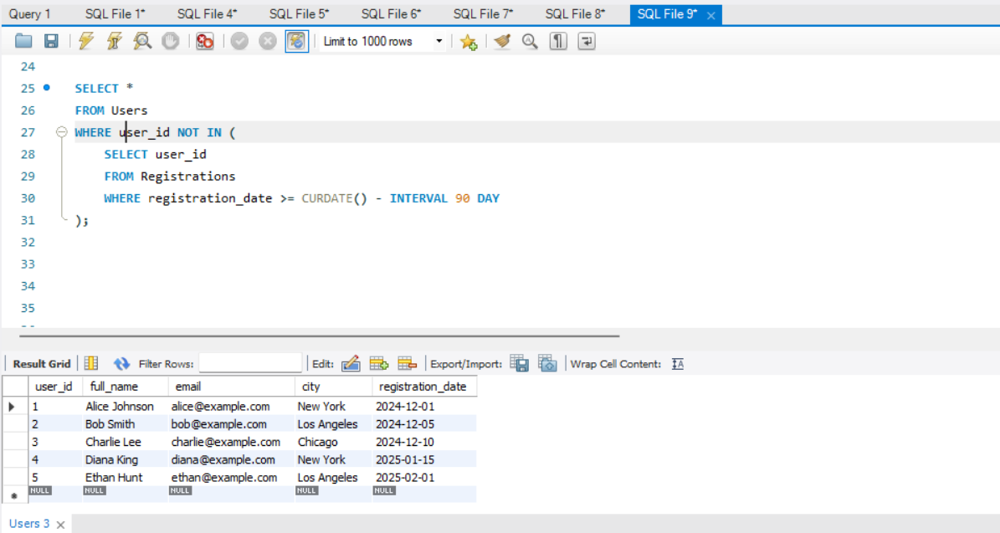 Query 1 SQL File 1* SQL File 4* SQL File 5* SQL File 6* SQL File 7* SQL File 8* SQL File 9*
Limit to 1000 rows
24
25 SELECT *
26 FROM Users
27 WHERE user_id NOT IN (
28 SELECT user_id
29 FROM Registrations
30 WHERE registration_date >= CURDATE() - INTERVAL 90 DAY
31 );
32
33
34
35
Result Grid Filter Rows: Edit: Export/Import: Wrap Cell Content:
user_id full_name email city registration_date
1 Alice Johnson alice@example.com New York 2024-12-01
2 Bob Smith bob@example.com Los Angeles 2024-12-05
3 Charlie Lee charlie@example.com Chicago 2024-12-10
4 Diana King diana@example.com New York 2025-01-15
5 Ethan Hunt ethan@example.com Los Angeles 2025-02-01
NULL NULL NULL NULL NULL
Users 3